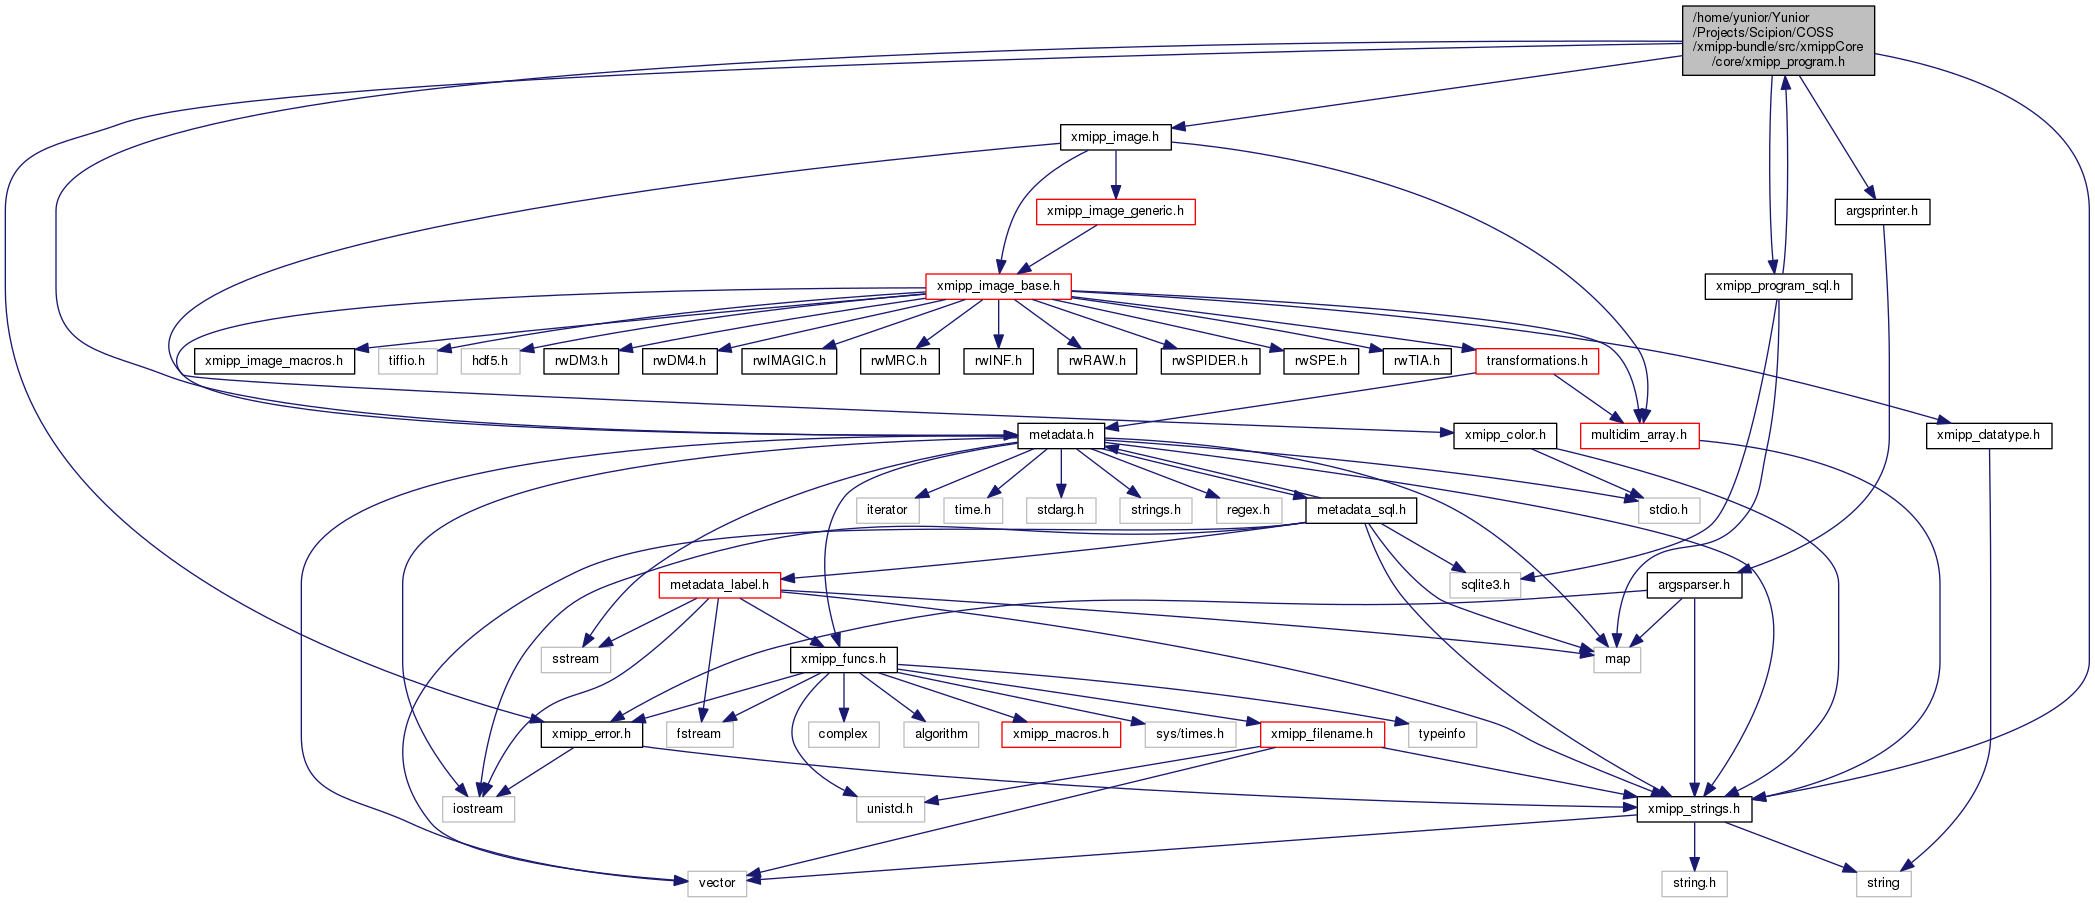 /home/yunior/Yunior
/Projects/Scipion/COSS
/xmipp-bundle/src/xmippCore
/core/xmipp_program.h
xmipp_image.h
xmipp_image_generic.h
argsprinter.h
xmipp_image_base.h
xmipp_program_sql.h
xmipp_image_macros.h
tiffio.h
hdf5.h
rwDM3.h
rwDM4.h
rwIMAGIC.h
rwMRC.h
rwINF.h
rwRAW.h
rwSPIDER.h
rwSPE.h
rwTIA.h
transformations.h
metadata.h
xmipp_color.h
multidim_array.h
xmipp_datatype.h
iterator
time.h
stdarg.h
strings.h
regex.h
metadata_sql.h
stdio.h
metadata_label.h
sqlite3.h
argsparser.h
sstream
xmipp_funcs.h
map
xmipp_error.h
fstream
complex
algorithm
xmipp_macros.h
sys/times.h
xmipp_filename.h
typeinfo
iostream
unistd.h
xmipp_strings.h
vector
string.h
string